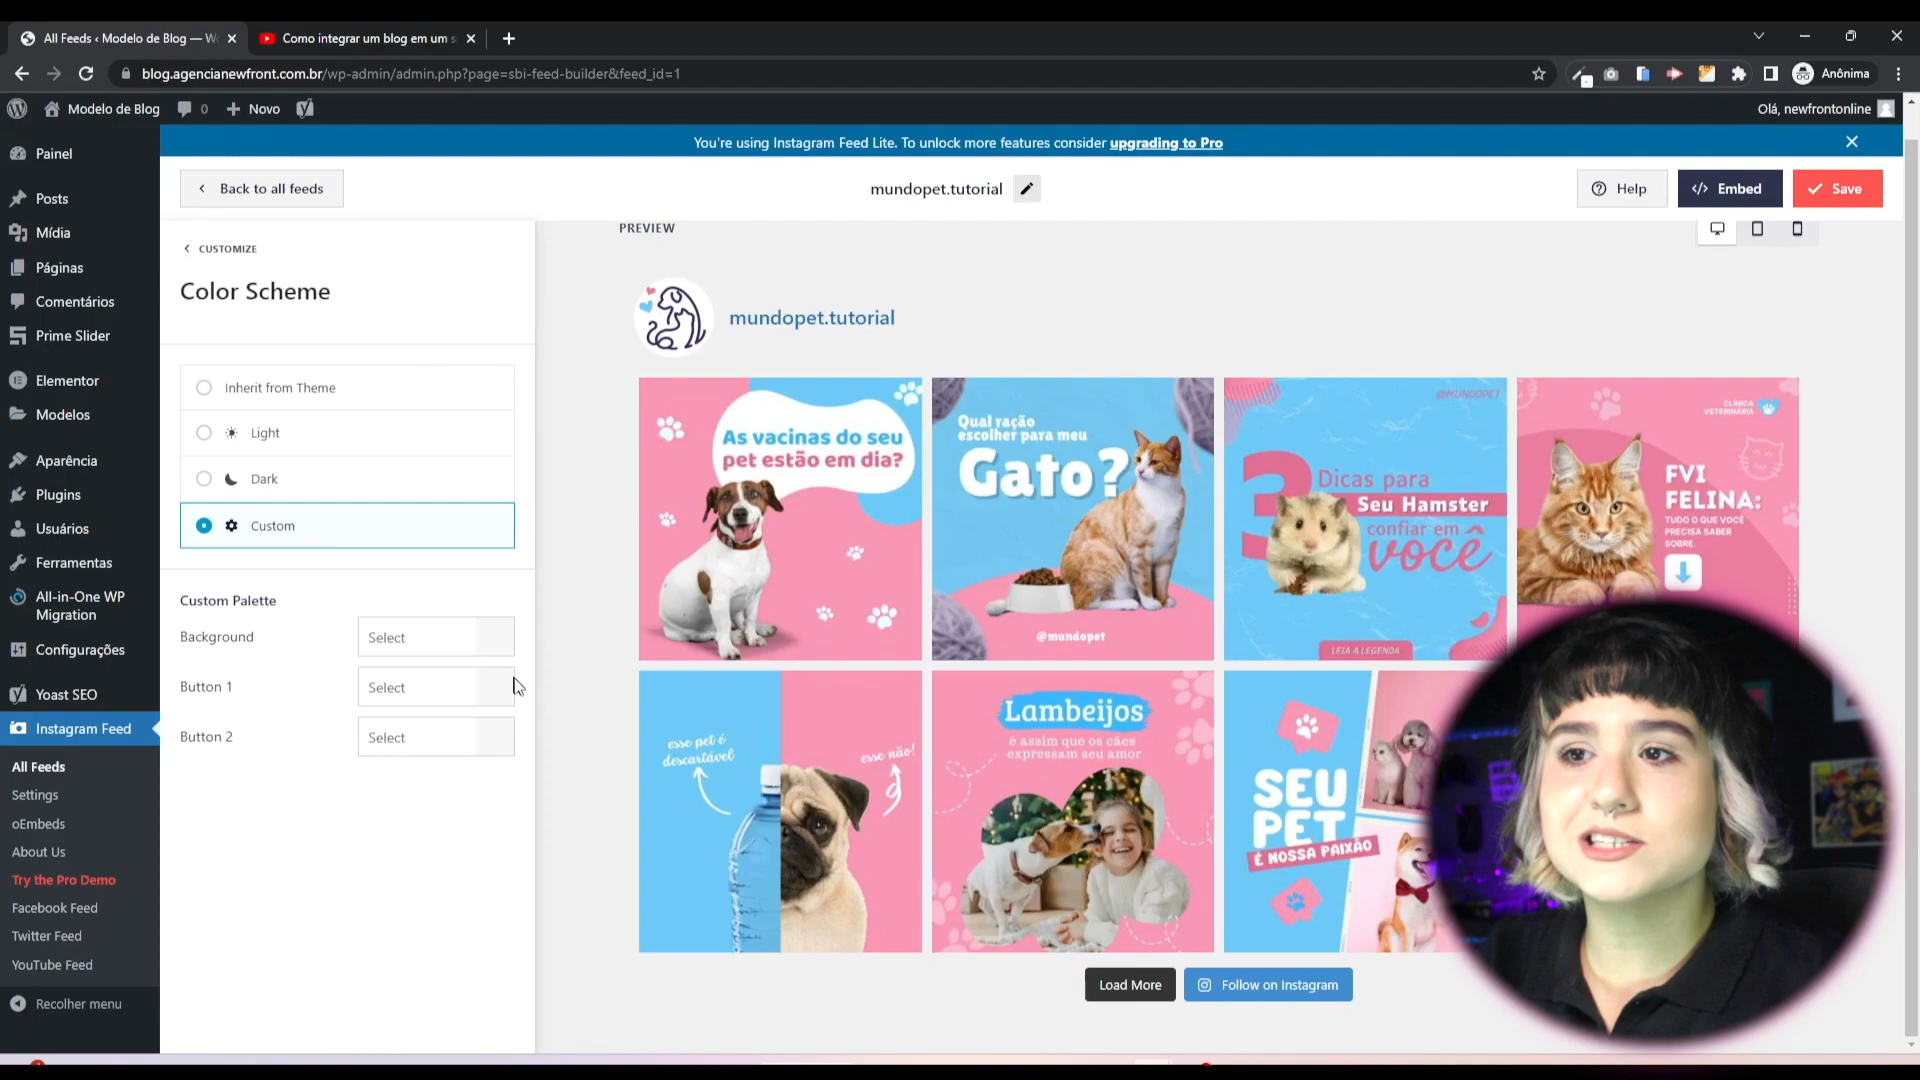 All Feeds ‹ Modelo de Blog — W
Como integrar um blog em um s
blog.agencianewfront.com.br/wp-admin/admin.php?page=sbi-feed-builder&feed_id=1
Anônima
Modelo de Blog
0
Novo
Olá, newfrontonline
You're using Instagram Feed Lite. To unlock more features consider upgrading to Pro
Back to all feeds
mundopet.tutorial
Help
</> Embed
Save
Painel
Posts
Mídia
Páginas
Comentários
Prime Slider
Elementor
Modelos
Aparência
Plugins
Usuários
Ferramentas
All-in-One WP
Migration
Configurações
Yoast SEO
Instagram Feed
All Feeds
Settings
oEmbeds
About Us
Try the Pro Demo
Facebook Feed
Twitter Feed
YouTube Feed
Recolher menu
CUSTOMIZE
Color Scheme
Inherit from Theme
Light
Dark
Custom
Custom Palette
Background
Select
Button 1
Select
Button 2
Select
PREVIEW
mundopet.tutorial
As vacinas do seu
pet estão em dia?
Qual ração
escolher para meu
Gato?
@mundopet
@MUNDOPET
3 Dicas para
Seu Hamster
confiar em
você
LEIA A LEGENDA
CLÍNICA
VETERINÁRIA
FVI
FELINA:
TUDO O QUE VOCÊ
PRECISA SABER
SOBRE.
esse pet é
descartável
esse não!
Lambeijos
é assim que os cães
expressam seu amor
SEU
PET
É NOSSA PAIXÃO
Load More
Follow on Instagram